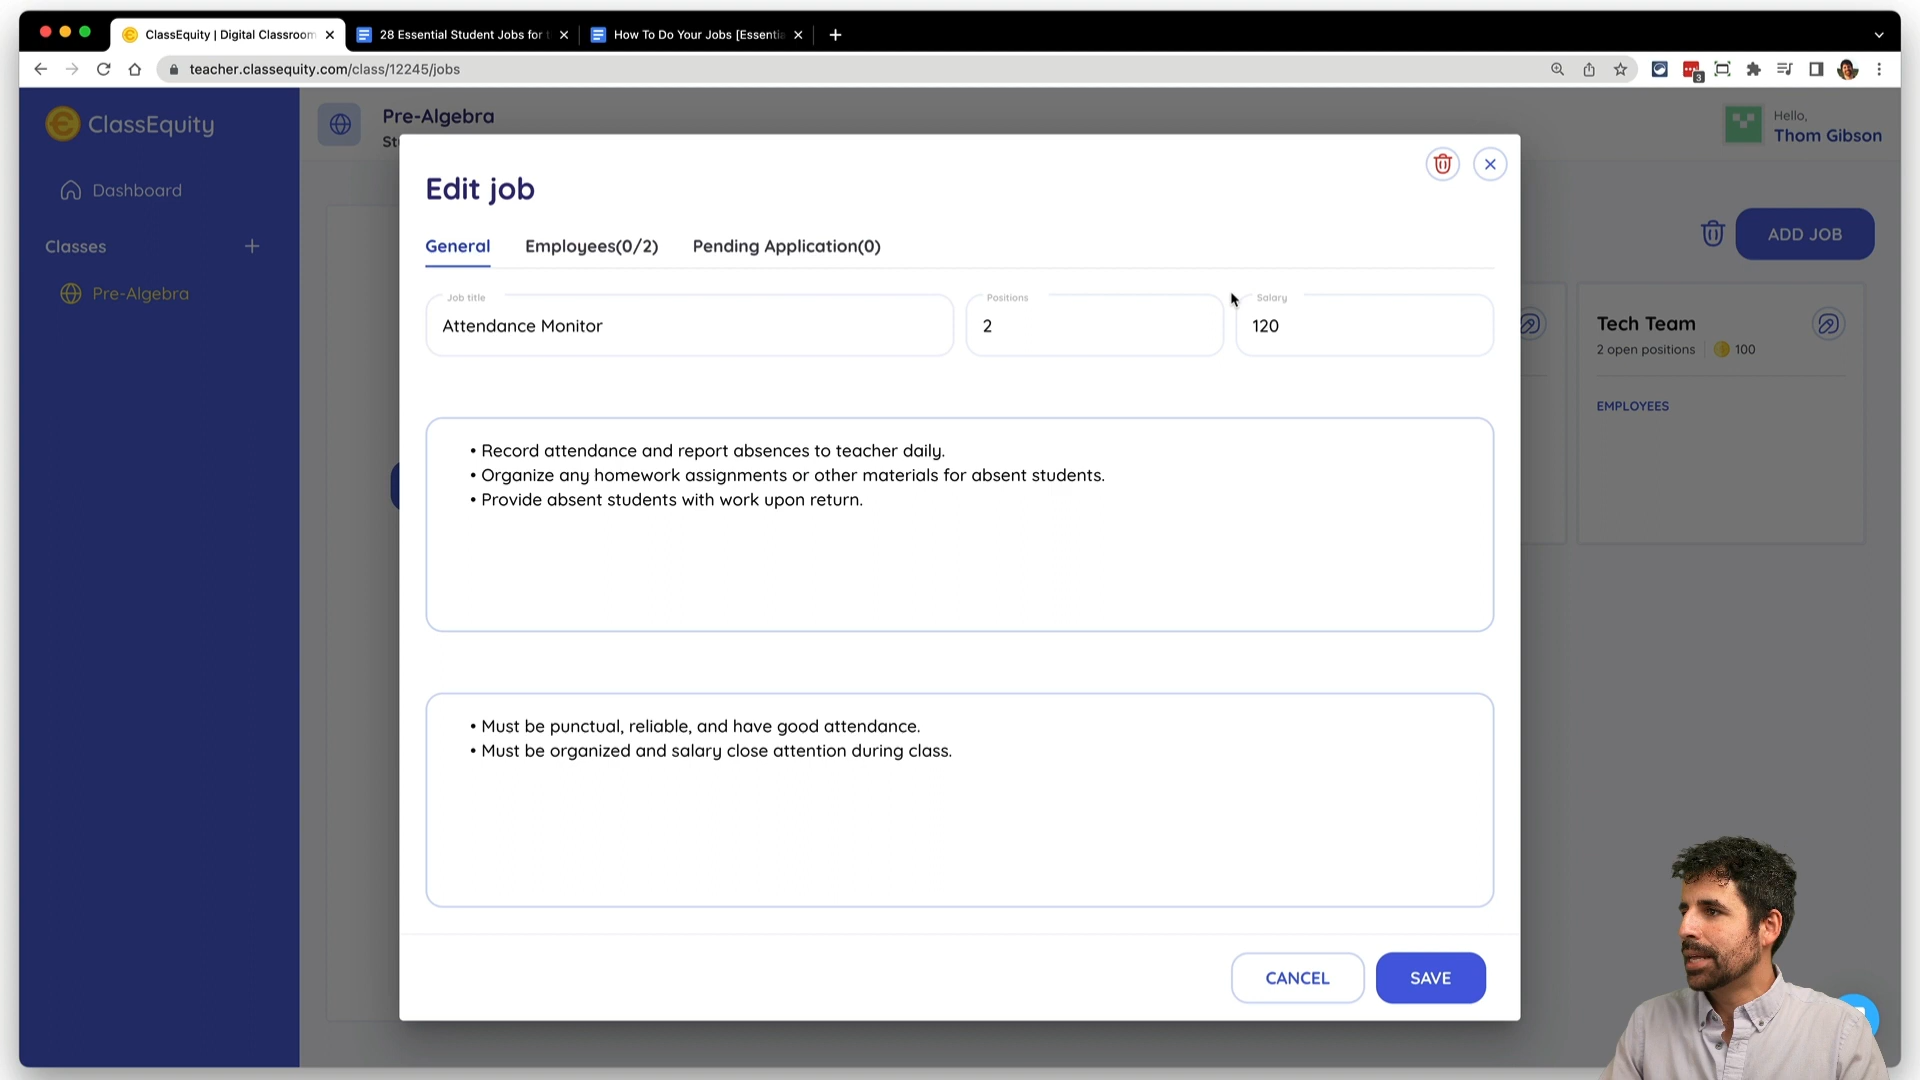 ClassEquity | Digital Classroom
28 Essential Student Jobs for
How To Do Your Jobs [Essentia
teacher.classequity.com/class/12245/jobs
3
ClassEquity
Dashboard
Classes
Pre-Algebra
Pre-Algebra
St
Hello,
Thom Gibson
ADD JOB
Edit job
General
Employees(0/2)
Pending Application(0)
Job title
Attendance Monitor
Positions
2
Salary
120
• Record attendance and report absences to teacher daily.
• Organize any homework assignments or other materials for absent students.
• Provide absent students with work upon return.
• Must be punctual, reliable, and have good attendance.
• Must be organized and salary close attention during class.
CANCEL
SAVE
Tech Team
2 open positions
100
EMPLOYEES